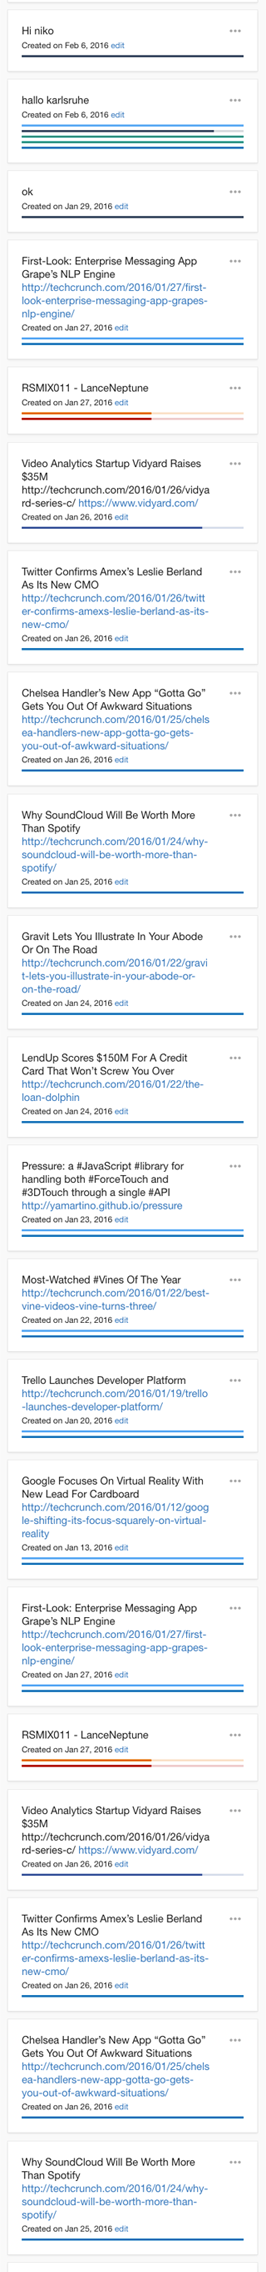 Hi niko
Created on Feb 6, 2016 edit
hallo karlsruhe
Created on Feb 6, 2016 edit
ok
Created on Jan 29, 2016 edit
First-Look: Enterprise Messaging App
Grape's NLP Engine
http://techcrunch.com/2016/01/27/first-
look-enterprise-messaging-app-grapes-
nlp-engine/
Created on Jan 27, 2016 edit
RSMIX011 - LanceNeptune
Created on Jan 27, 2016 edit
Video Analytics Startup Vidyard Raises
$35M
http://techcrunch.com/2016/01/26/vidya
rd-series-c/ https://www.vidyard.com/
Created on Jan 26, 2016 edit
Twitter Confirms Amex's Leslie Berland
As Its New CMO
http://techcrunch.com/2016/01/26/twitt
er-confirms-amexs-leslie-berland-as-its-
new-cmo/
Created on Jan 26, 2016 edit
Chelsea Handler's New App “Gotta Go”
Gets You Out Of Awkward Situations
http://techcrunch.com/2016/01/25/chels
ea-handlers-new-app-gotta-go-gets-
you-out-of-awkward-situations/
Created on Jan 26, 2016 edit
Why SoundCloud Will Be Worth More
Than Spotify
http://techcrunch.com/2016/01/24/why-
soundcloud-will-be-worth-more-than-
spotify/
Created on Jan 25, 2016 edit
Gravit Lets You Illustrate In Your Abode
Or On The Road
http://techcrunch.com/2016/01/22/gravi
t-lets-you-illustrate-in-your-abode-or-
on-the-road/
Created on Jan 24, 2016 edit
LendUp Scores $150M For A Credit
Card That Won't Screw You Over
http://techcrunch.com/2016/01/22/the-
loan-dolphin
Created on Jan 24, 2016 edit
Pressure: a #JavaScript #library for
handling both #ForceTouch and
#3DTouch through a single #API
http://yamartino.github.io/pressure
Created on Jan 23, 2016 edit
Most-Watched #Vines Of The Year
http://techcrunch.com/2016/01/22/best-
vine-videos-vine-turns-three/
Created on Jan 22, 2016 edit
Trello Launches Developer Platform
http://techcrunch.com/2016/01/19/trello
-launches-developer-platform/
Created on Jan 20, 2016 edit
Google Focuses On Virtual Reality With
New Lead For Cardboard
http://techcrunch.com/2016/01/12/goog
le-shifting-its-focus-squarely-on-virtual-
reality
Created on Jan 13, 2016 edit
First-Look: Enterprise Messaging App
Grape's NLP Engine
http://techcrunch.com/2016/01/27/first-
look-enterprise-messaging-app-grapes-
nlp-engine/
Created on Jan 27, 2016 edit
RSMIX011 - LanceNeptune
Created on Jan 27, 2016 edit
Video Analytics Startup Vidyard Raises
$35M
http://techcrunch.com/2016/01/26/vidya
rd-series-c/ https://www.vidyard.com/
Created on Jan 26, 2016 edit
Twitter Confirms Amex's Leslie Berland
As Its New CMO
http://techcrunch.com/2016/01/26/twitt
er-confirms-amexs-leslie-berland-as-its-
new-cmo/
Created on Jan 26, 2016 edit
Chelsea Handler's New App “Gotta Go”
Gets You Out Of Awkward Situations
http://techcrunch.com/2016/01/25/chels
ea-handlers-new-app-gotta-go-gets-
you-out-of-awkward-situations/
Created on Jan 26, 2016 edit
Why SoundCloud Will Be Worth More
Than Spotify
http://techcrunch.com/2016/01/24/why-
soundcloud-will-be-worth-more-than-
spotify/
Created on Jan 25, 2016 edit